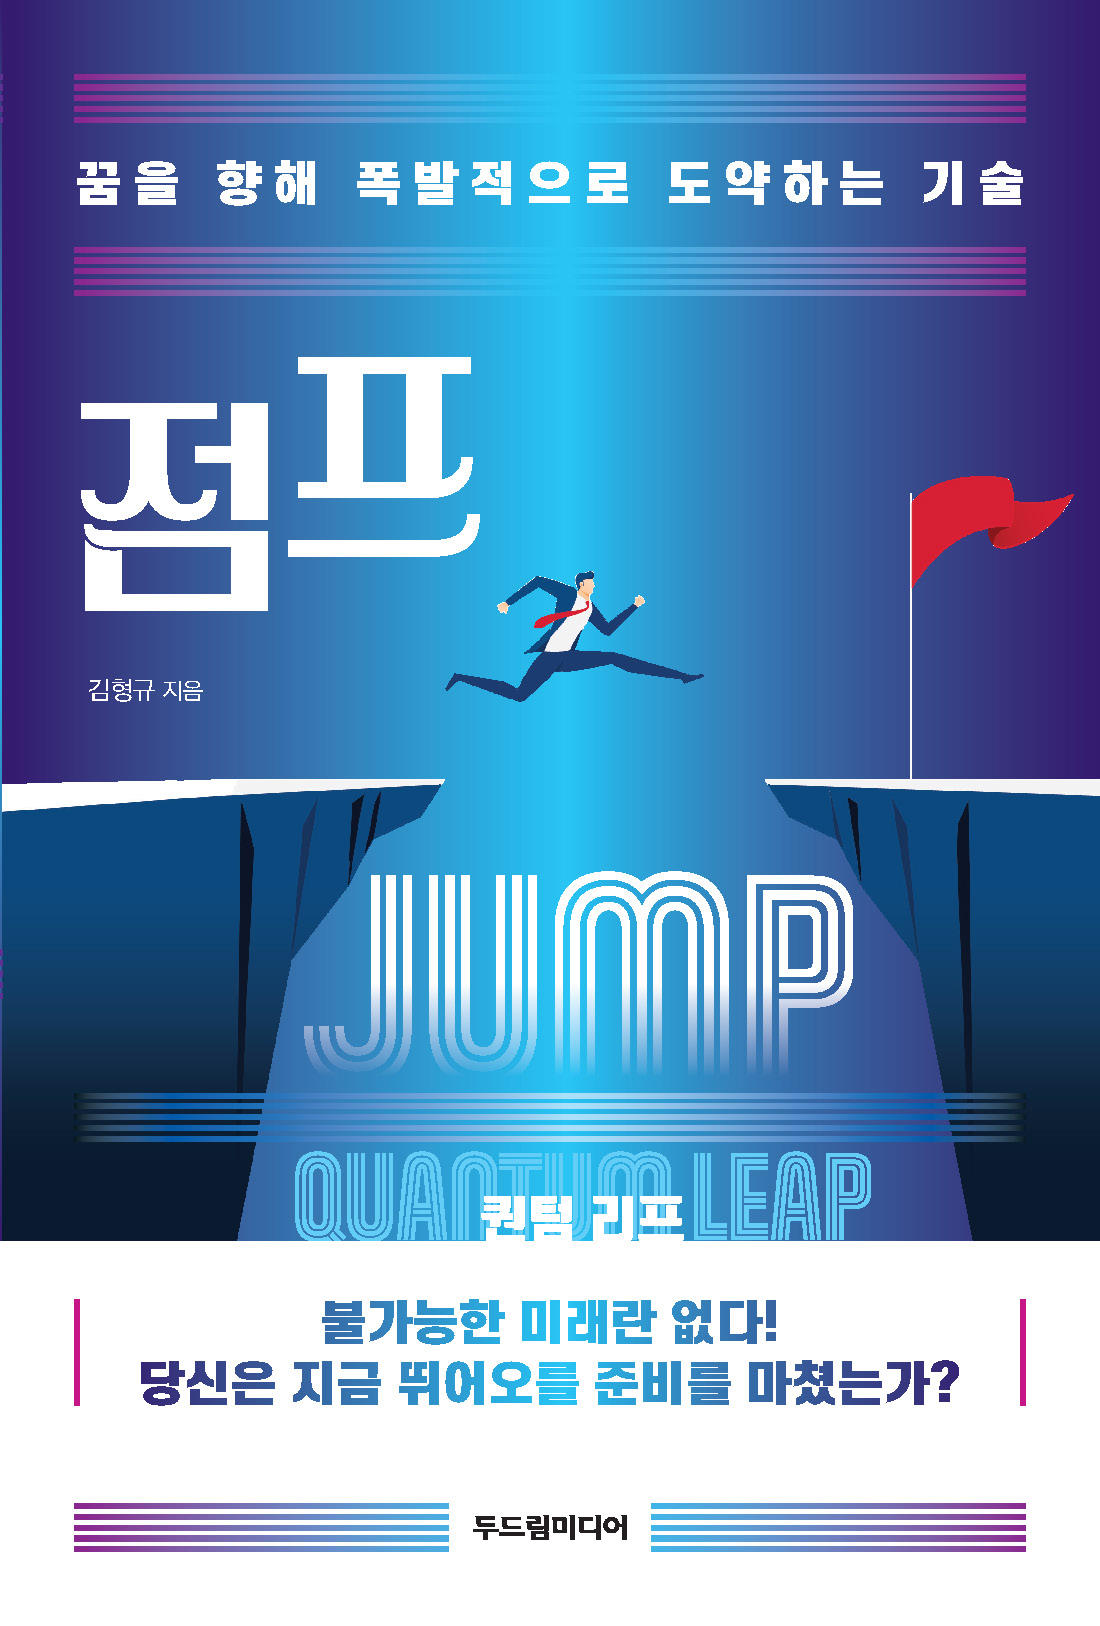 꿈을 향해 폭발적으로 도약하는 기술
점프
김형규 지음
JUMP
QUANTUM LEAP
퀀텀 리프
불가능한 미래란 없다!
당신은 지금 뛰어오를 준비를 마쳤는가?
두드림미디어